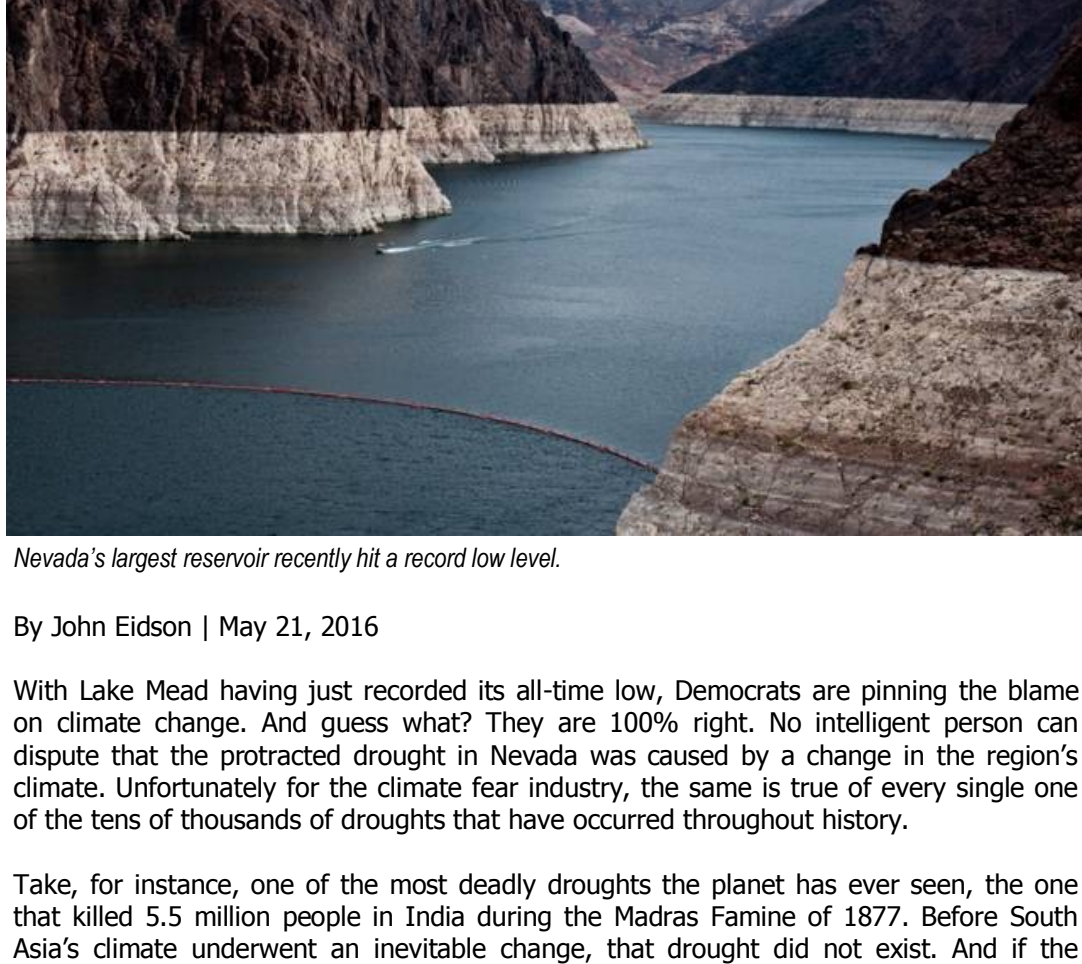 Nevada’s largest reservoir recently hit a record low level.
By John Eidson | May 21, 2016
With Lake Mead having just recorded its all-time low, Democrats are pinning the blame
on climate change. And guess what? They are 100% right. No intelligent person can
dispute that the protracted drought in Nevada was caused by a change in the region’s
climate. Unfortunately for the climate fear industry, the same is true of every single one
of the tens of thousands of droughts that have occurred throughout history.
Take, for instance, one of the most deadly droughts the planet has ever seen, the one
that killed 5.5 million people in India during the Madras Famine of 1877. Before South
Asia’s climate underwent an inevitable change, that drought did not exist. And if the